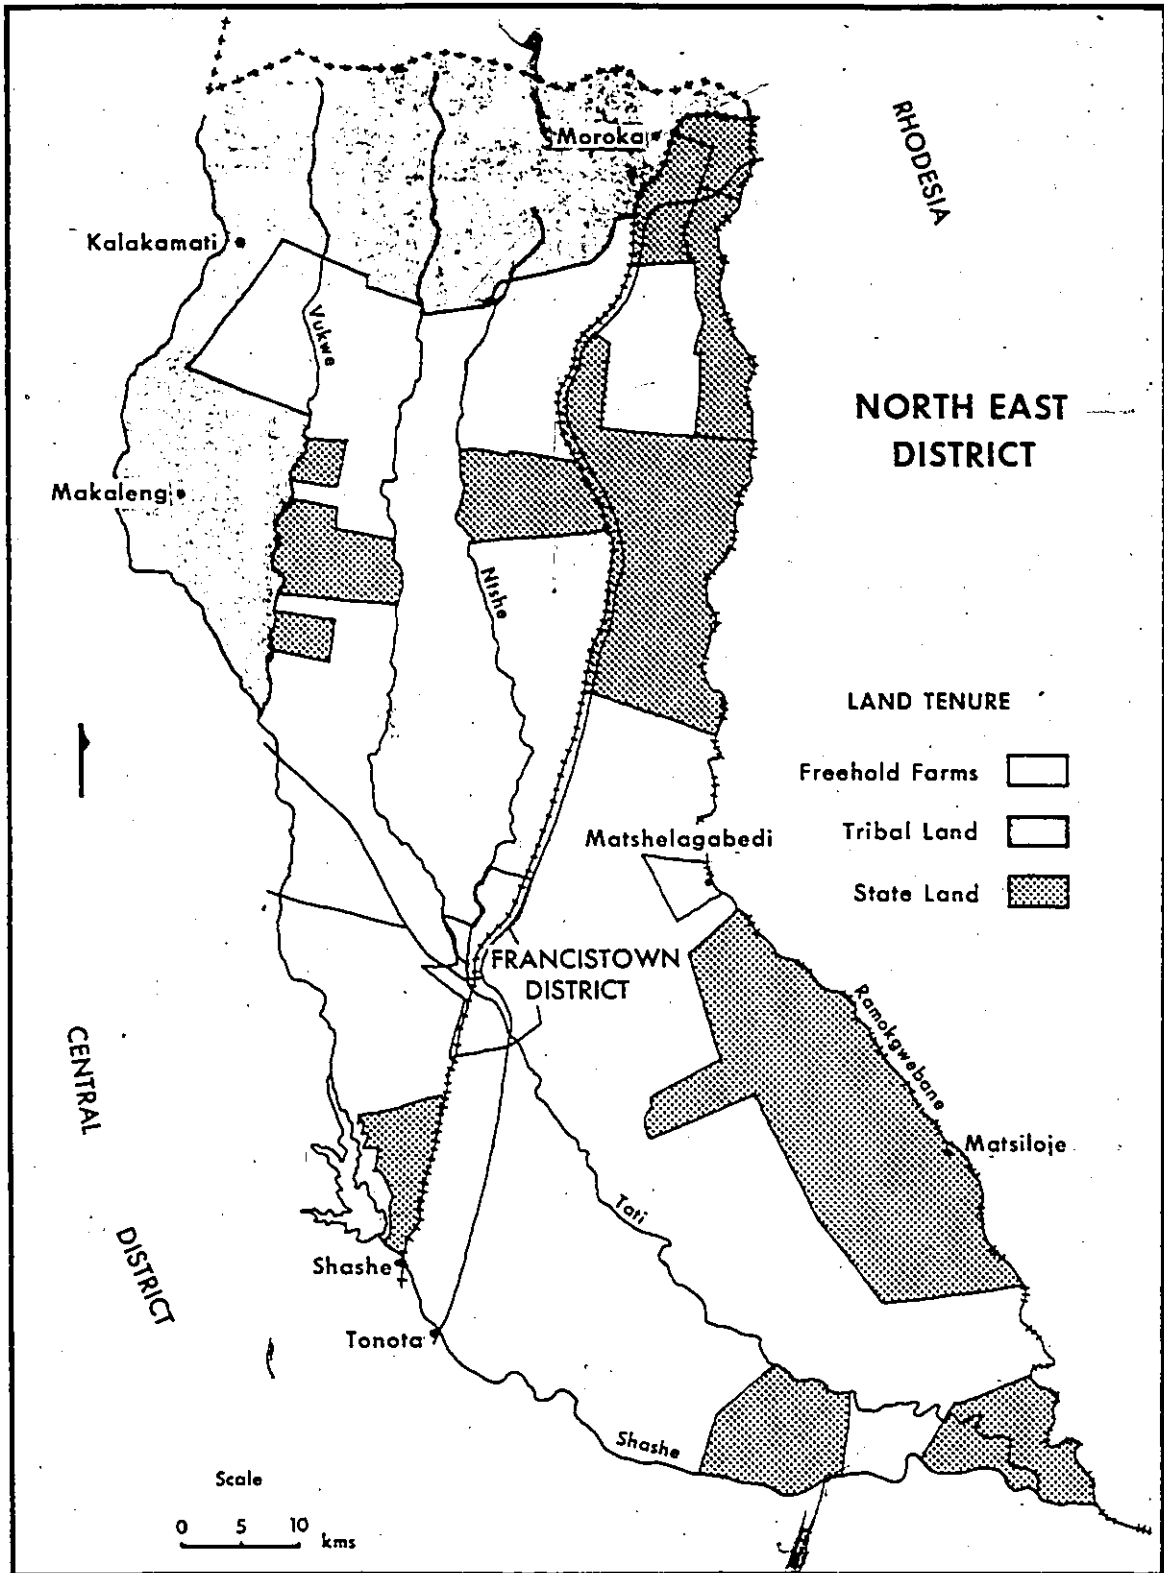 Moroka
RHODESIA
Kalakamati
Vukwe
NORTH EAST
DISTRICT
Makaleng
Ntshe
LAND TENURE
Freehold Farms
Tribal Land
State Land
Matshelagabedi
FRANCISTOWN
DISTRICT
Ramokgwebane
CENTRAL
DISTRICT
Matsiloje
Tati
Shashe
Tonota
Shashe
Scale
0 5 10
kms